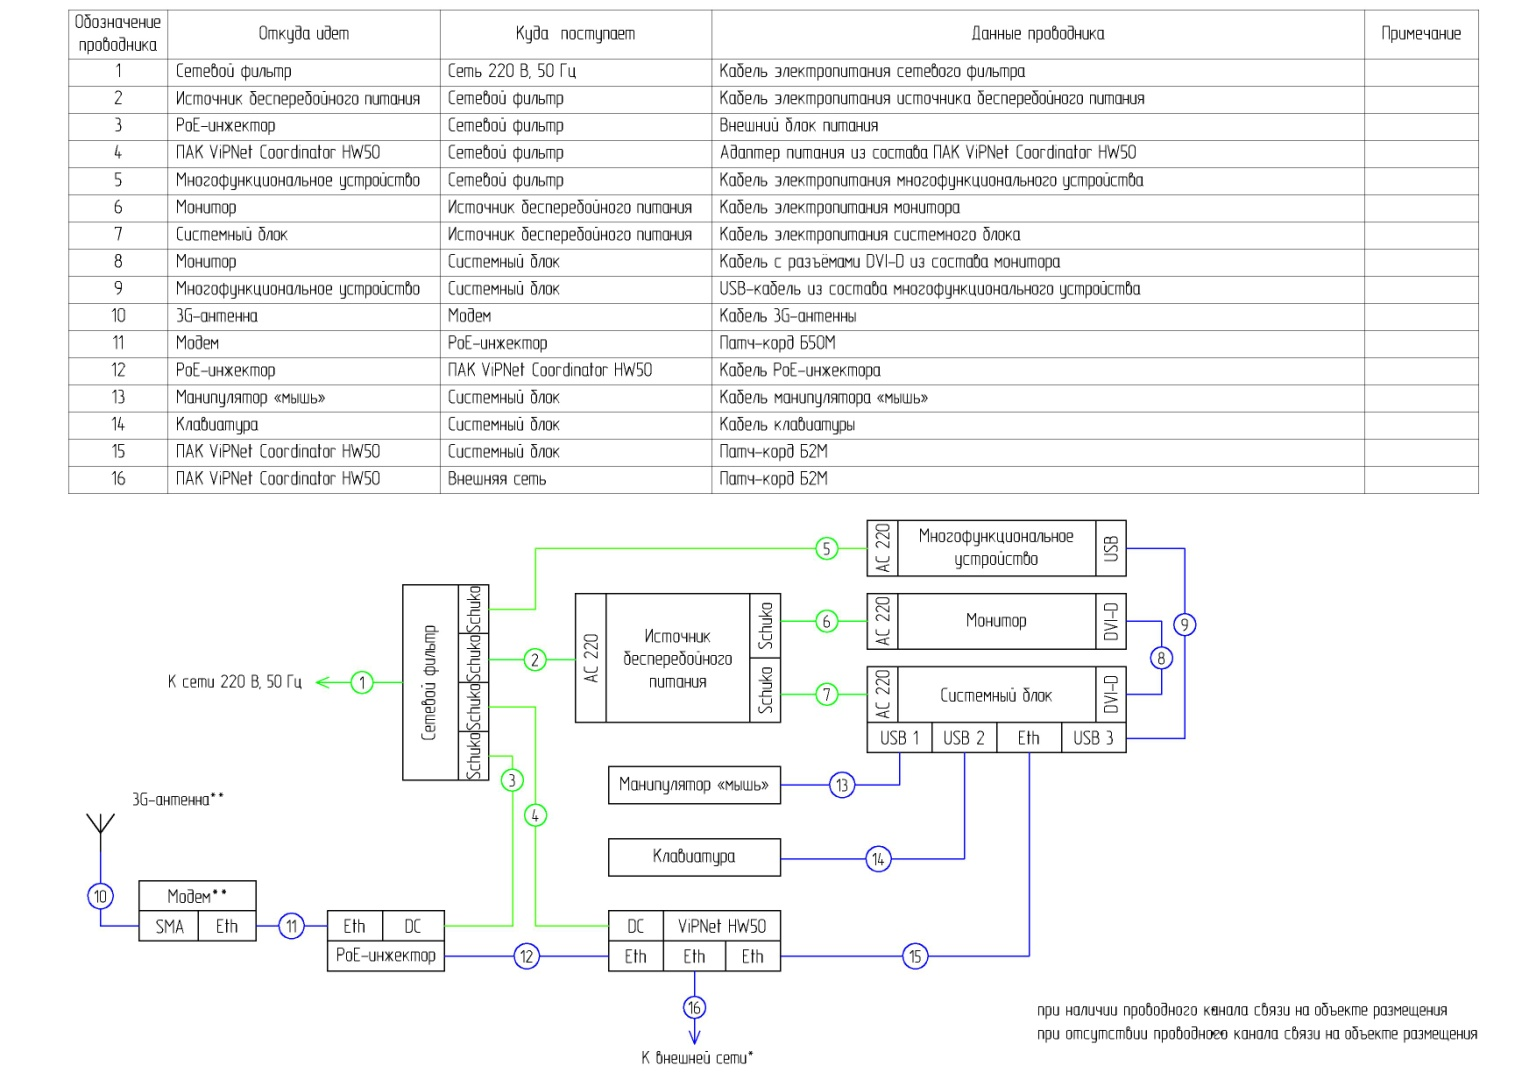 Обозначение проводника | Откуда идет | Куда поступает | Данные проводника | Примечание
1 | Сетевой фильтр | Сеть 220 В, 50 Гц | Кабель электропитания сетевого фильтра
2 | Источник бесперебойного питания | Сетевой фильтр | Кабель электропитания источника бесперебойного питания
3 | PoE-инжектор | Сетевой фильтр | Внешний блок питания
4 | ПАК ViPNet Coordinator HW50 | Сетевой фильтр | Адаптер питания из состава ПАК ViPNet Coordinator HW50
5 | Многофункциональное устройство | Сетевой фильтр | Кабель электропитания многофункционального устройства
6 | Монитор | Источник бесперебойного питания | Кабель электропитания монитора
7 | Системный блок | Источник бесперебойного питания | Кабель электропитания системного блока
8 | Монитор | Системный блок | Кабель с разъёмами DVI-D из состава монитора
9 | Многофункциональное устройство | Системный блок | USB-кабель из состава многофункционального устройства
10 | 3G-антенна | Модем | Кабель 3G-антенны
11 | Модем | PoE-инжектор | Патч-корд Б50М
12 | PoE-инжектор | ПАК ViPNet Coordinator HW50 | Кабель PoE-инжектора
13 | Манипулятор «мышь» | Системный блок | Кабель манипулятора «мышь»
14 | Клавиатура | Системный блок | Кабель клавиатуры
15 | ПАК ViPNet Coordinator HW50 | Системный блок | Патч-корд Б2М
16 | ПАК ViPNet Coordinator HW50 | Внешняя сеть | Патч-корд Б2М
5
AC 220
Многофункциональное
устройство
USB
Сетевой фильтр
Schuko
Schuko
Schuko
Schuko
2
AC 220
Источник
бесперебойного
питания
Schuko
Schuko
6
AC 220
Монитор
DVI-D
9
8
К сети 220 В, 50 Гц
1
7
AC 220
Системный блок
DVI-D
USB 1
USB 2
Eth
USB 3
3
Манипулятор «мышь»
13
3G-антенна**
4
Клавиатура
14
10
Модем**
SMA
Eth
11
Eth
DC
PoE-инжектор
12
DC
ViPNet HW50
Eth
Eth
Eth
15
16
К внешней сети*
при наличии проводного канала связи на объекте размещения
при отсутствии проводного канала связи на объекте размещения